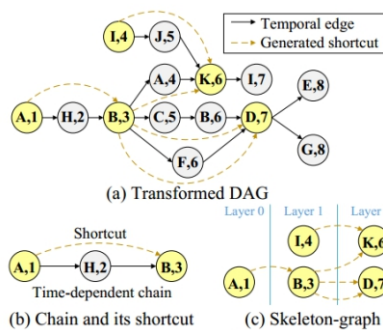 Temporal edge
Generated shortcut
I,4
J,5
A,4
K,6
I,7
E,8
A,1
H,2
B,3
C,5
B,6
D,7
F,6
G,8
(a) Transformed DAG
Shortcut
A,1
H,2
B,3
Time-dependent chain
(b) Chain and its shortcut
Layer 0
Layer 1
I,4
K,6
A,1
B,3
D,7
(c) Skeleton-graph